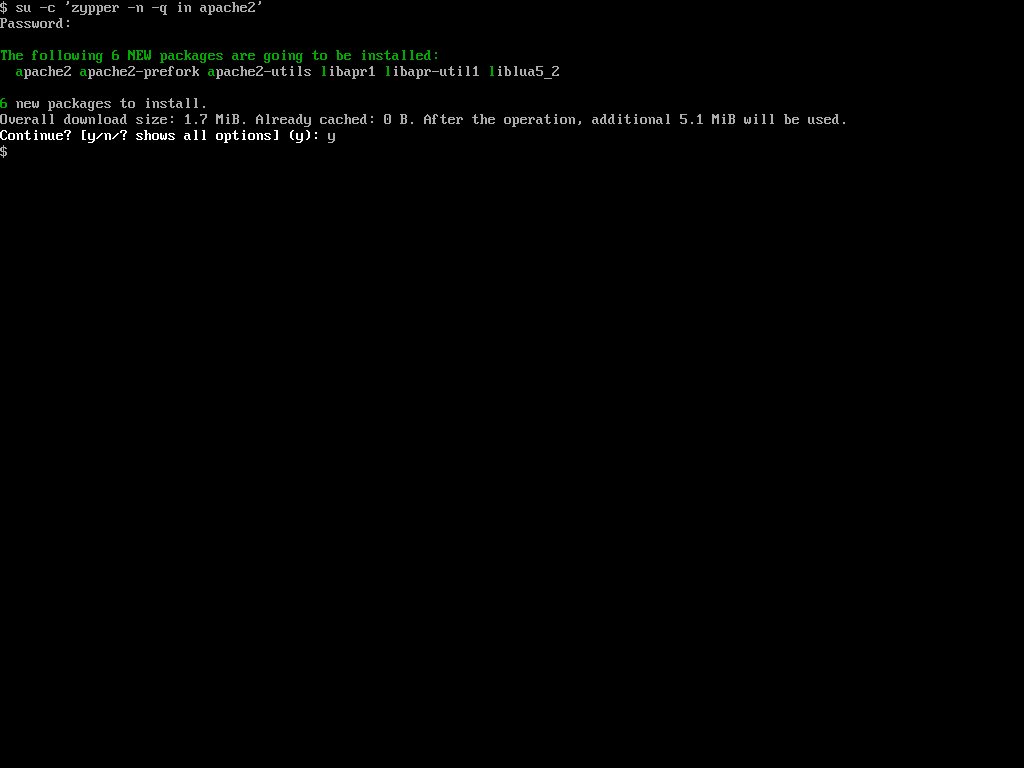 $ su -c 'zypper -n -q in apache2'
Password:
The following 6 NEW packages are going to be installed:
  apache2 apache2-prefork apache2-utils libapr1 libapr-util1 liblua5_2
6 new packages to install.
Overall download size: 1.7 MiB. Already cached: 0 B. After the operation, additional 5.1 MiB will be used.
Continue? [y/n/? shows all options] (y): y
$